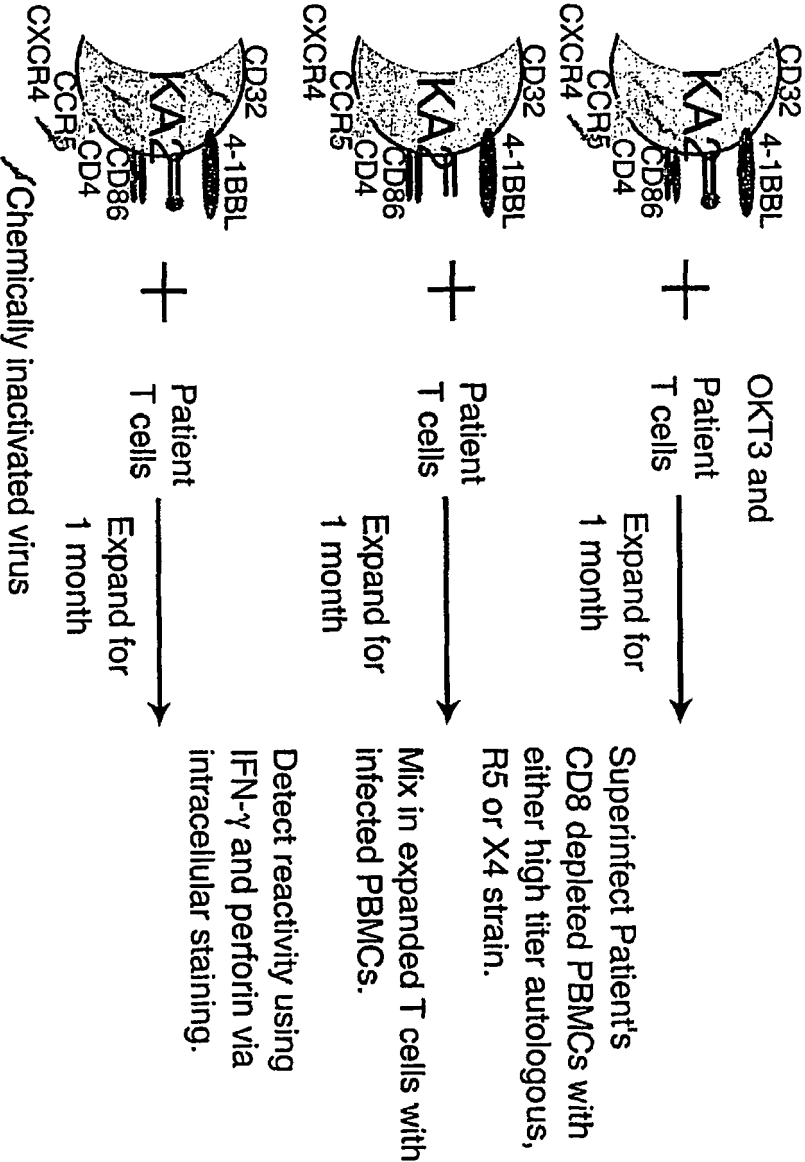 CD32
4-1BBL
KA2
CD86
CD4
CCR5
CXCR4
+
OKT3 and
Patient
T cells
Expand for
1 month
Superinfect Patient's
CD8 depleted PBMCs with
either high titer autologous,
R5 or X4 strain.
CD32
4-1BBL
KA2
CD86
CD4
CCR5
CXCR4
+
Patient
T cells
Expand for
1 month
Mix in expanded T cells with
infected PBMCs.
CD32
4-1BBL
KA2
CD86
CD4
CCR5
CXCR4
+
Patient
T cells
Expand for
1 month
Detect reactivity using
IFN-γ and perforin via
intracellular staining.
Chemically inactivated virus